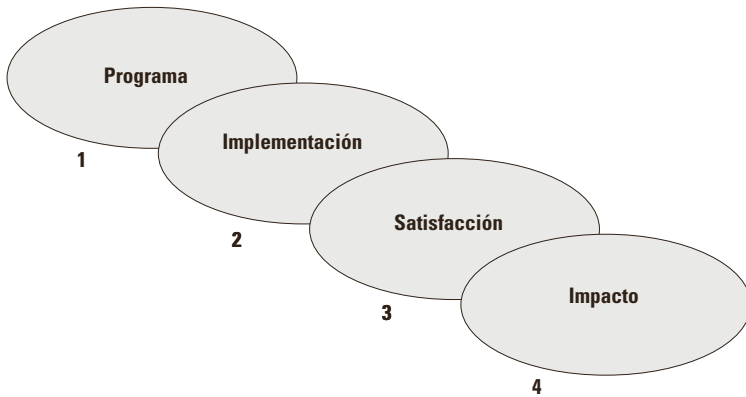 Programa
1
Implementación
2
Satisfacción
3
Impacto
4